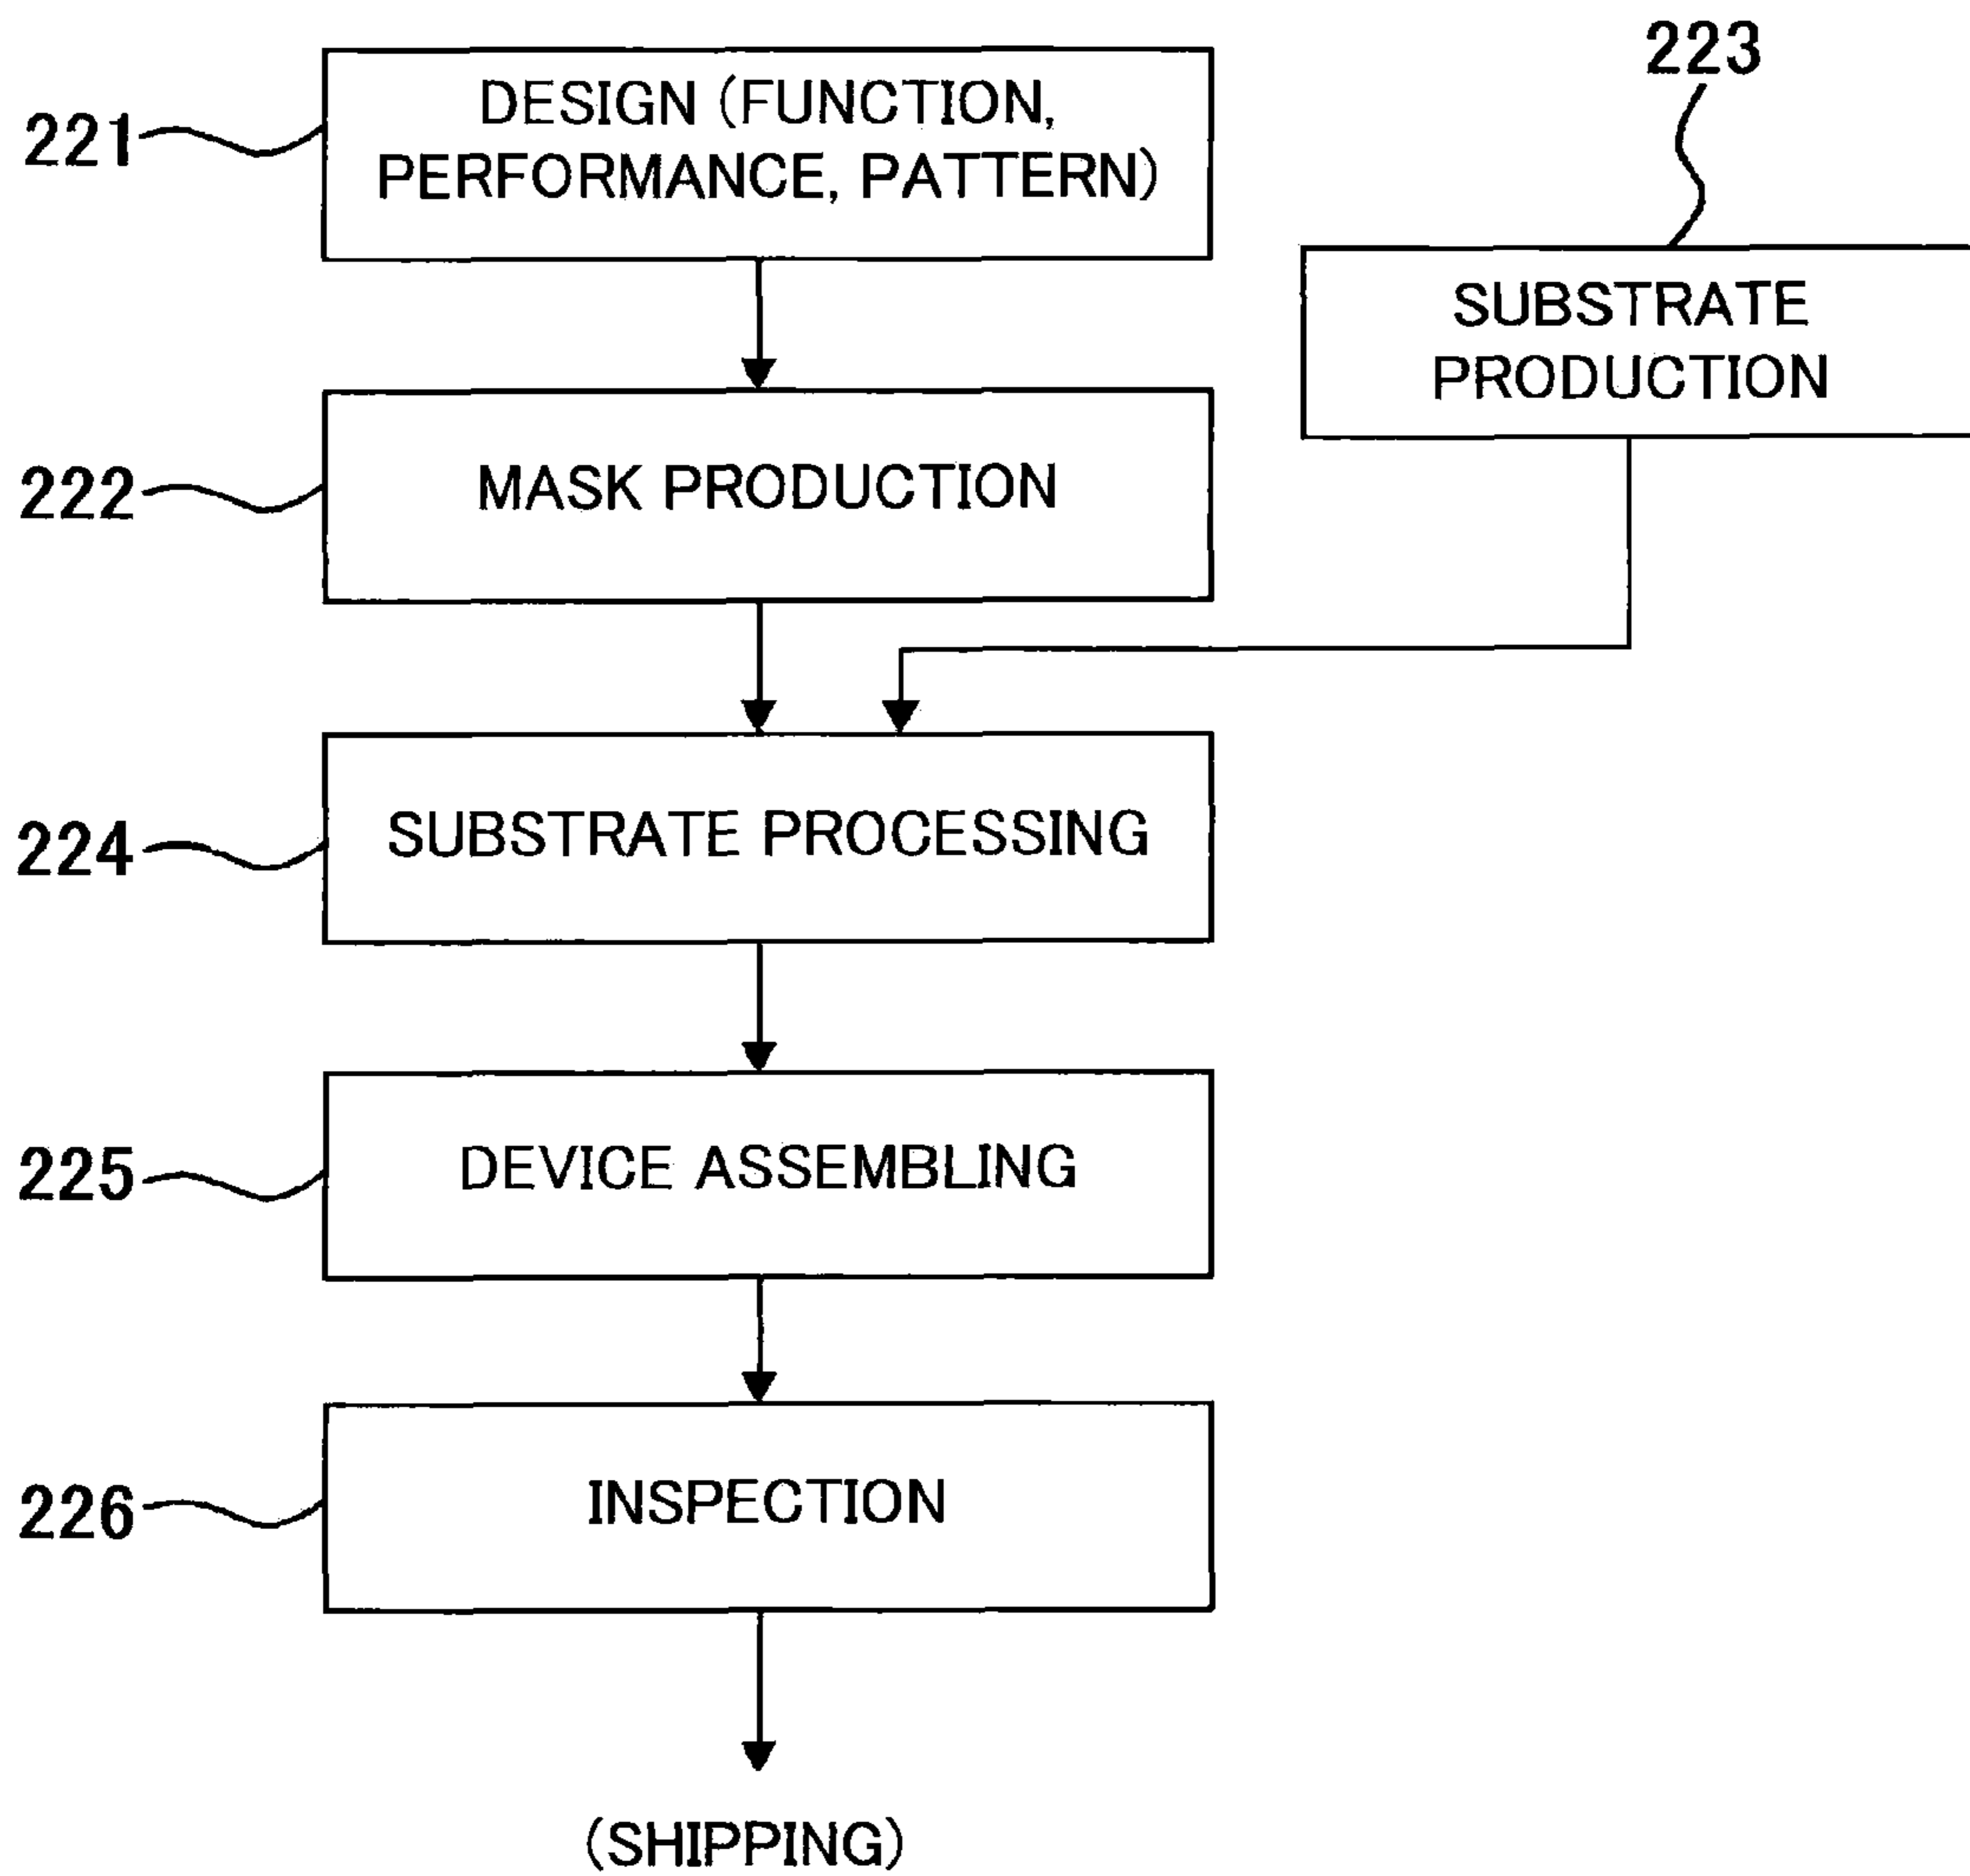 223
221
DESIGN (FUNCTION,
PERFORMANCE, PATTERN)
SUBSTRATE
PRODUCTION
222
MASK PRODUCTION
224
SUBSTRATE PROCESSING
225
DEVICE ASSEMBLING
226
INSPECTION
(SHIPPING)